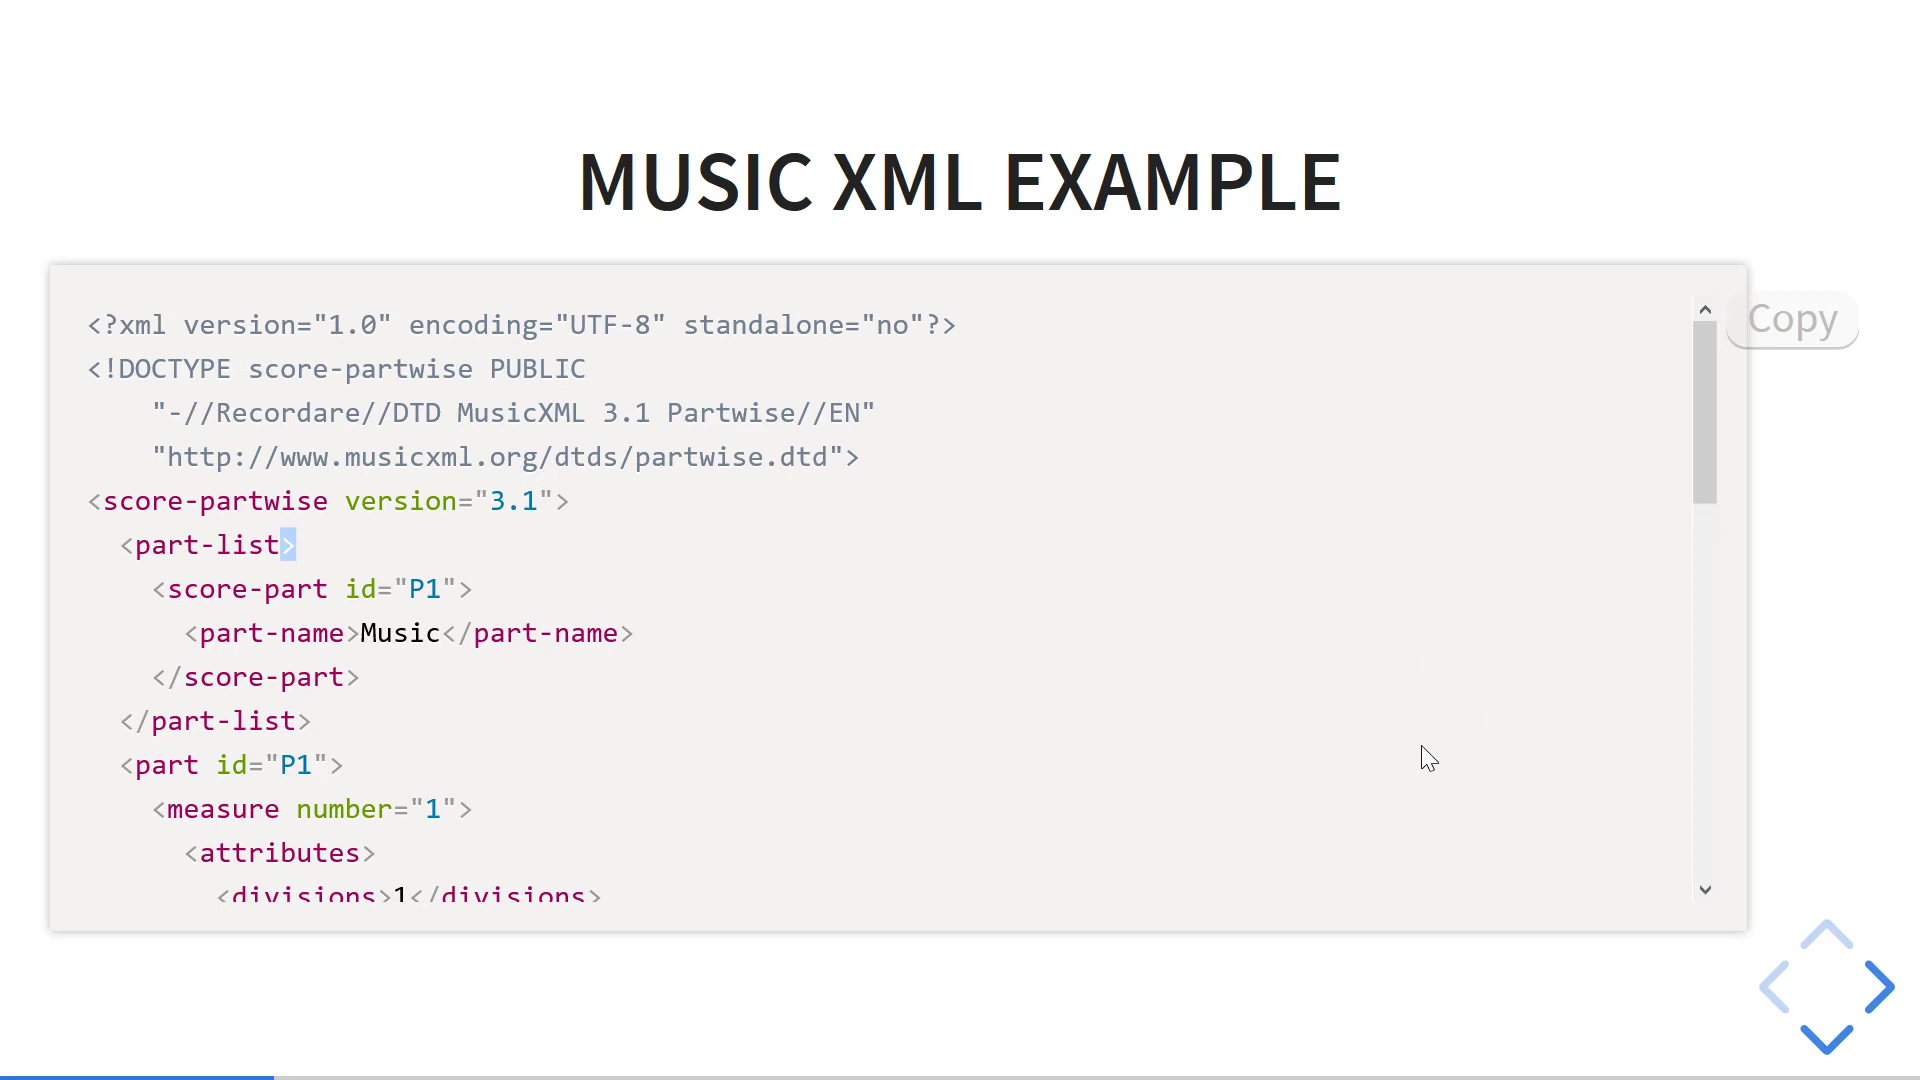 MUSIC XML EXAMPLE
Copy
<?xml version="1.0" encoding="UTF-8" standalone="no"?>
<!DOCTYPE score-partwise PUBLIC
    "-//Recordare//DTD MusicXML 3.1 Partwise//EN"
    "http://www.musicxml.org/dtds/partwise.dtd">
<score-partwise version="3.1">
  <part-list>
    <score-part id="P1">
      <part-name>Music</part-name>
    </score-part>
  </part-list>
  <part id="P1">
    <measure number="1">
      <attributes>
        <divisions>1</divisions>